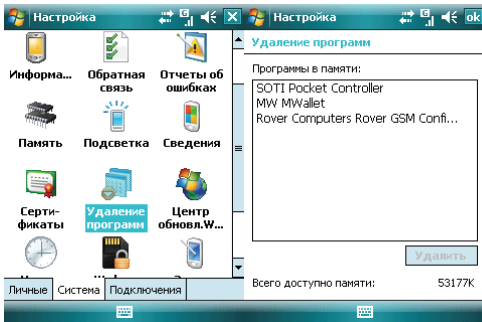 Настройка
Информа...
Обратная связь
Отчеты об ошибках
Память
Подсветка
Сведения
Серти-
фикаты
Удаление программ
Центр обновл.W...
Личные
Система
Подключения
Настройка
ok
Удаление программ
Программы в памяти:
SOTI Pocket Controller
MW MWallet
Rover Computers Rover GSM Confi...
Удалить
Всего доступно памяти: 53177K